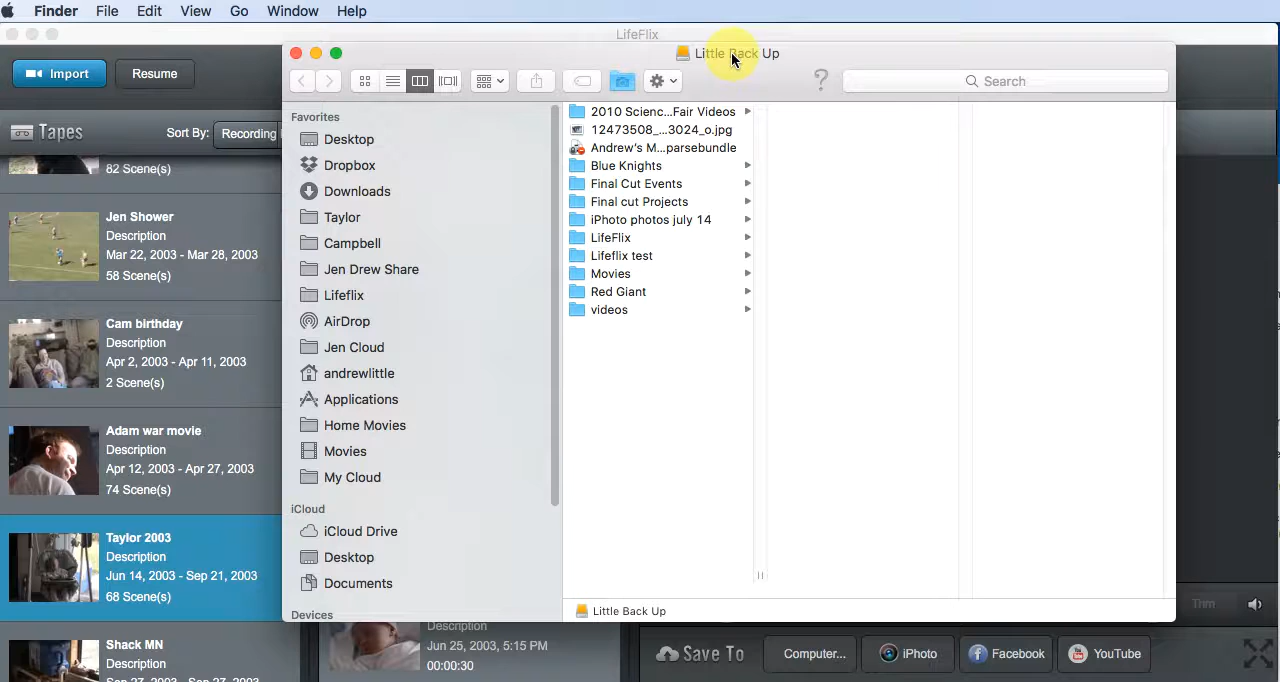 Finder File Edit View Go Window Help
LifeFlix
Import
Resume
Little Back Up
Search
Tapes
Sort By:
Recording
82 Scene(s)
Jen Shower
Description
Mar 22, 2003 - Mar 28, 2003
58 Scene(s)
Cam birthday
Description
Apr 2, 2003 - Apr 11, 2003
2 Scene(s)
Adam war movie
Description
Apr 12, 2003 - Apr 27, 2003
74 Scene(s)
Taylor 2003
Description
Jun 14, 2003 - Sep 21, 2003
68 Scene(s)
Shack MN
Description
Favorites
Desktop
Dropbox
Downloads
Taylor
Campbell
Jen Drew Share
Lifeflix
AirDrop
Jen Cloud
andrewlittle
Applications
Home Movies
Movies
My Cloud
iCloud
iCloud Drive
Desktop
Documents
Devices
2010 Scienc...Fair Videos
12473508_...3024_o.jpg
Andrew's M...parsebundle
Blue Knights
Final Cut Events
Final cut Projects
iPhoto photos july 14
LifeFlix
Lifeflix test
Movies
Red Giant
videos
Little Back Up
Description
Jun 25, 2003, 5:15 PM
00:00:30
Trim
Save To
Computer...
iPhoto
Facebook
YouTube